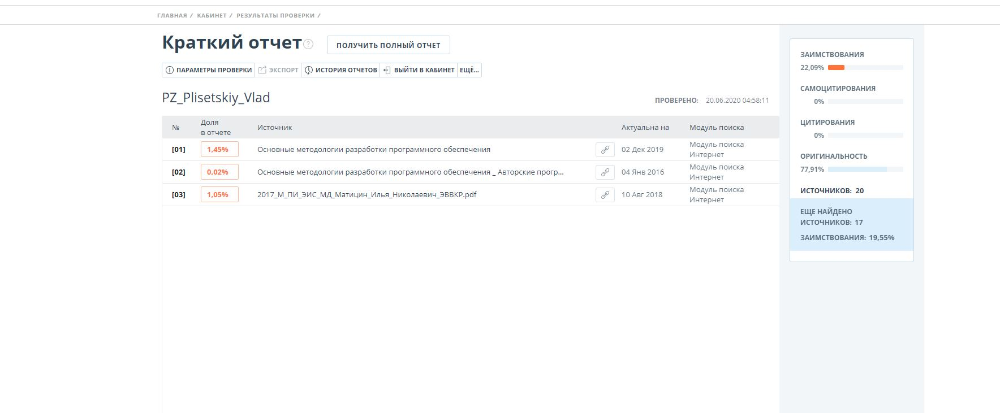 ГЛАВНАЯ / КАБИНЕТ / РЕЗУЛЬТАТЫ ПРОВЕРКИ /
Краткий отчет ?
ПОЛУЧИТЬ ПОЛНЫЙ ОТЧЕТ
ПАРАМЕТРЫ ПРОВЕРКИ ЭКСПОРТ ИСТОРИЯ ОТЧЕТОВ ВЫЙТИ В КАБИНЕТ ЕЩЁ...
PZ_Plisetskiy_Vlad
ПРОВЕРЕНО: 20.06.2020 04:58:11
№ Доля в отчете Источник Актуальна на Модуль поиска
[01] 1,45% Основные методологии разработки программного обеспечения 02 Дек 2019 Модуль поиска Интернет
[02] 0,02% Основные методологии разработки программного обеспечения _ Авторские прогр... 04 Янв 2016 Модуль поиска Интернет
[03] 1,05% 2017_М_ПИ_ЭИС_МД_Матицин_Илья_Николаевич_ЭВВКР.pdf 10 Авг 2018 Модуль поиска Интернет
ЗАИМСТВОВАНИЯ
22,09%
САМОЦИТИРОВАНИЯ
0%
ЦИТИРОВАНИЯ
0%
ОРИГИНАЛЬНОСТЬ
77,91%
ИСТОЧНИКОВ: 20
ЕЩЕ НАЙДЕНО
ИСТОЧНИКОВ: 17
ЗАИМСТВОВАНИЯ: 19,55%